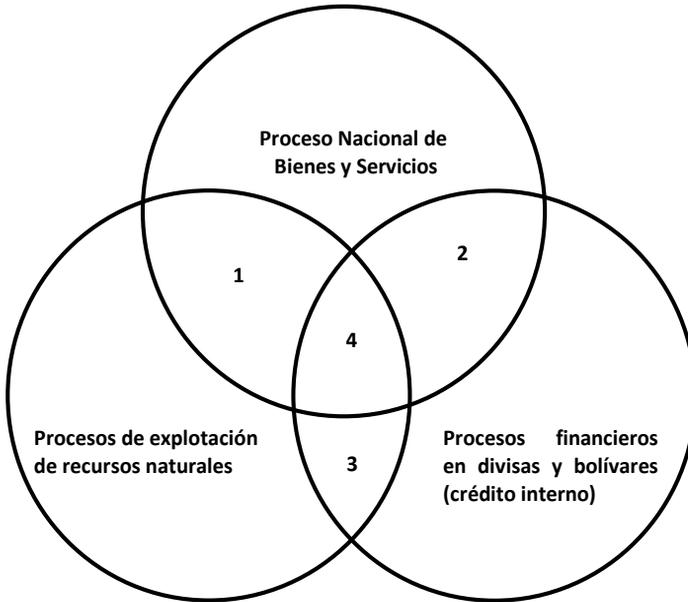 Proceso Nacional de
Bienes y Servicios
1
2
4
Procesos de explotación
de recursos naturales
3
Procesos financieros
en divisas y bolívares
(crédito interno)